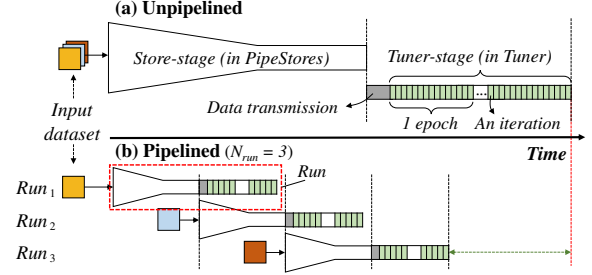 (a) Unpipelined
Store-stage (in PipeStores)
Tuner-stage (in Tuner)
Data transmission
1 epoch
...
An iteration
Input
dataset
Time
(b) Pipelined (N_run = 3)
Run
Run_1
Run_2
Run_3